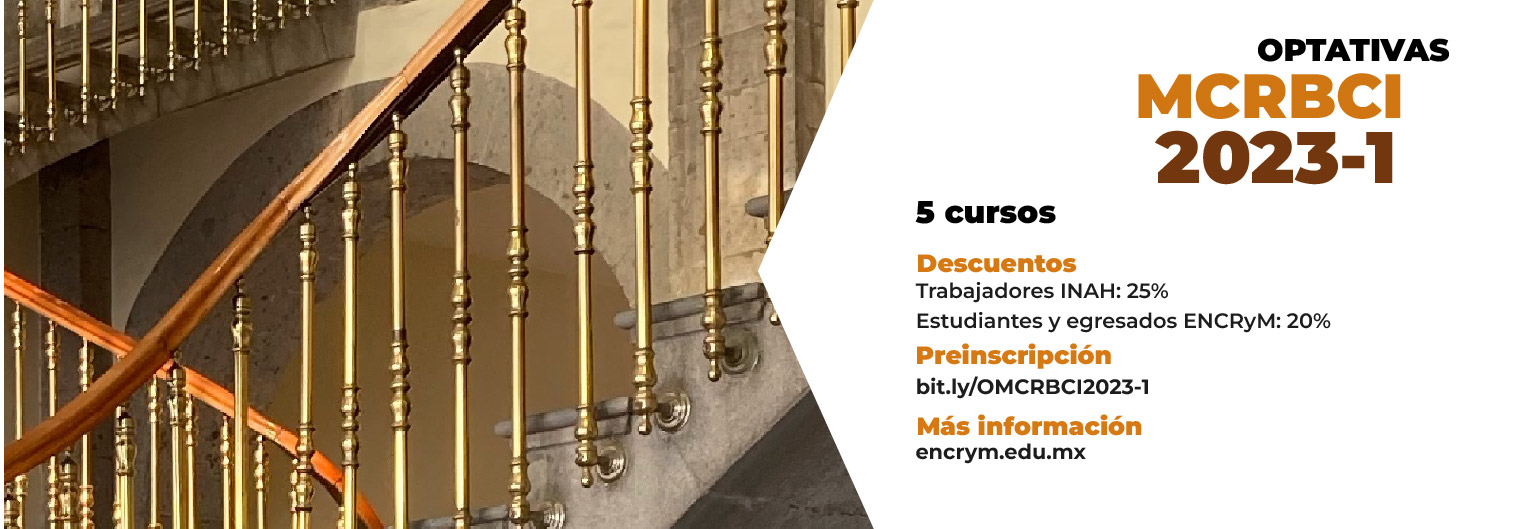 OPTATIVAS
MCRBCI
2023-1
5 cursos
Descuentos
Trabajadores INAH: 25%
Estudiantes y egresados ENCRyM: 20%
Preinscripción
bit.ly/OMCRBCI2023-1
Más información
encrym.edu.mx